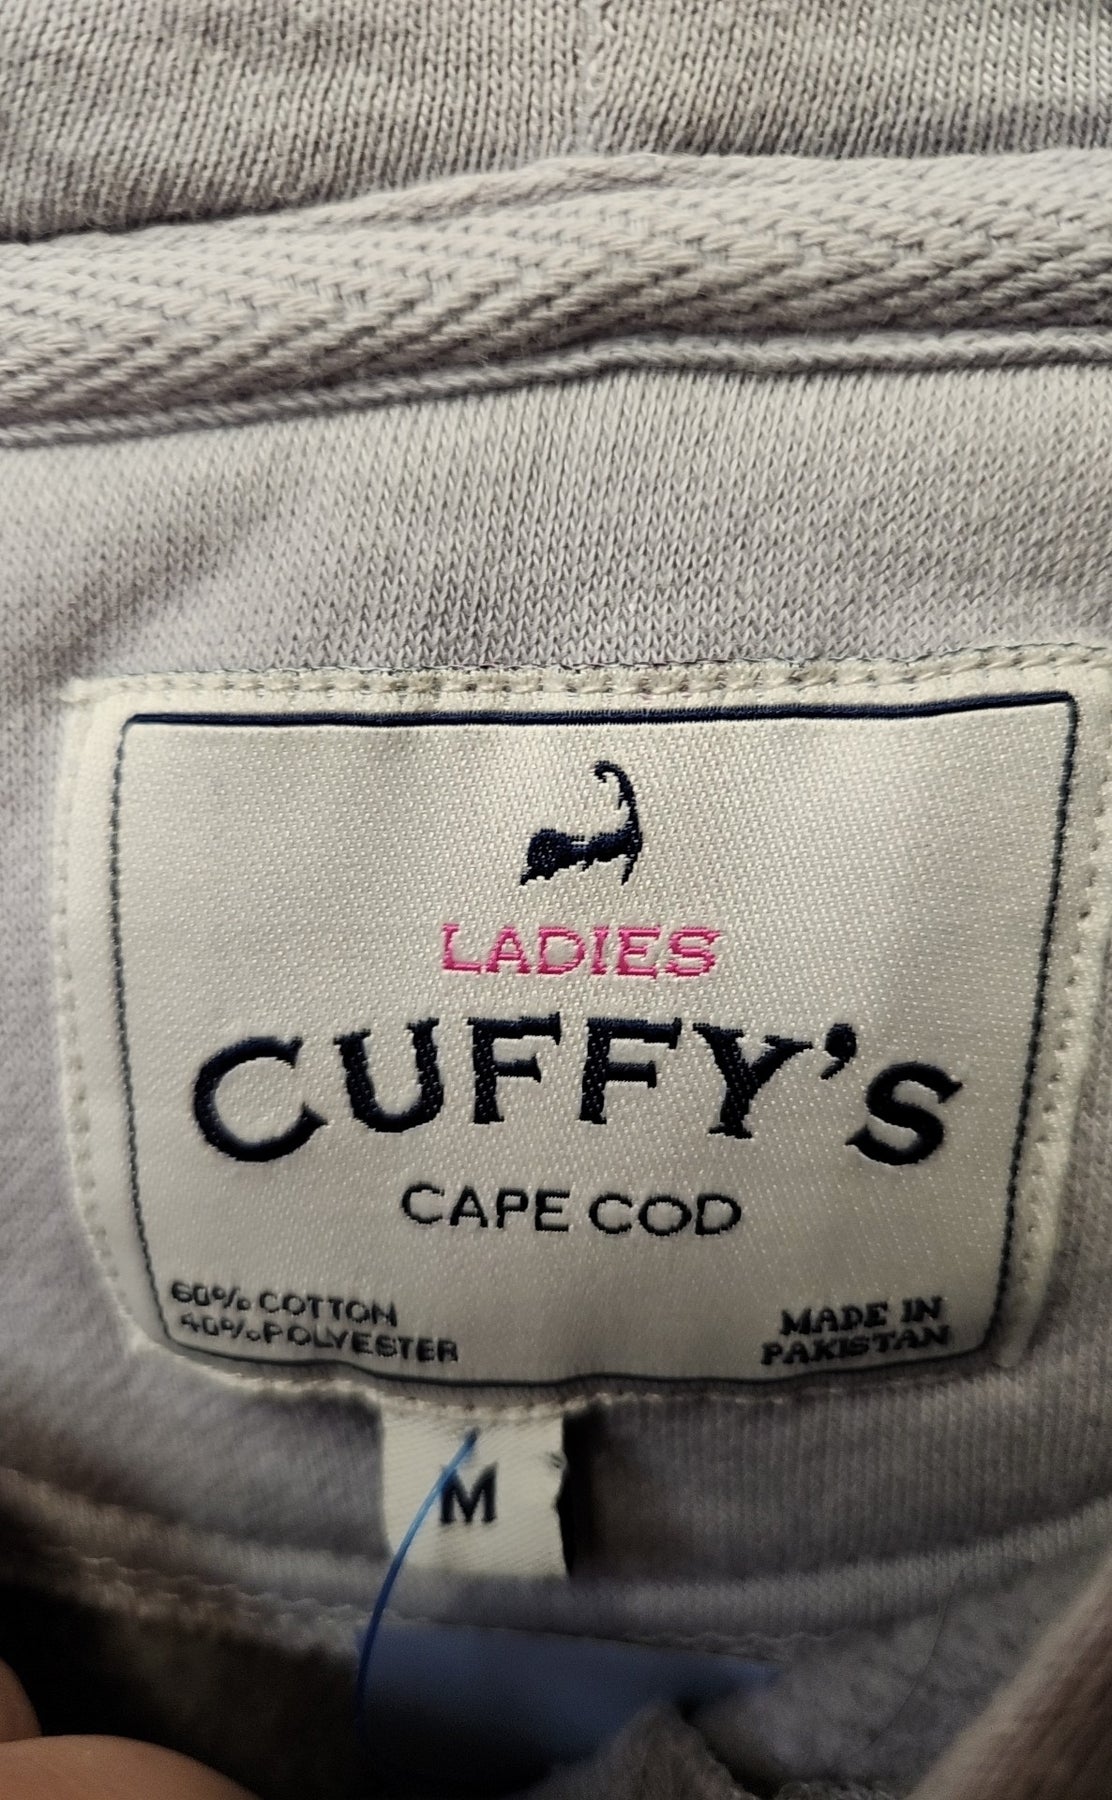 LADIES
CUFFY'S
CAPE COD
60% COTTON
40% POLYESTER
MADE IN
PAKISTAN
M